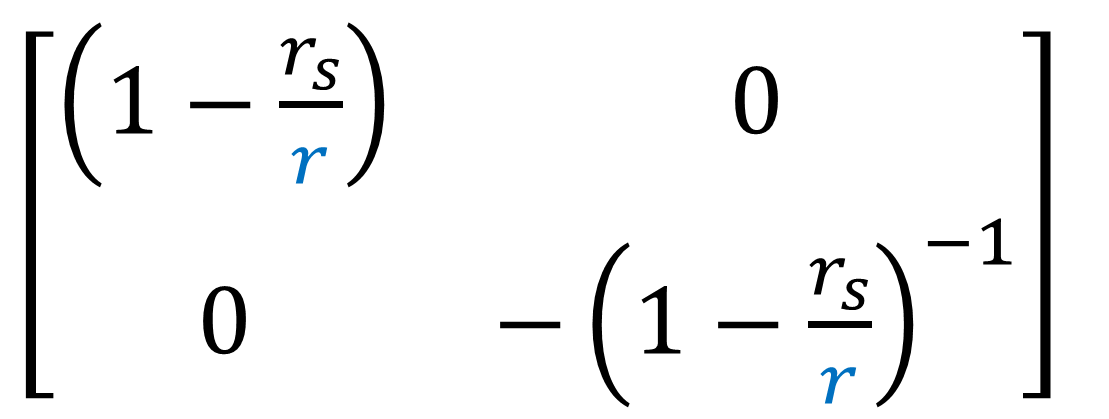 [(1 − r_s/r) 0
0 −(1 − r_s/r)^−1]